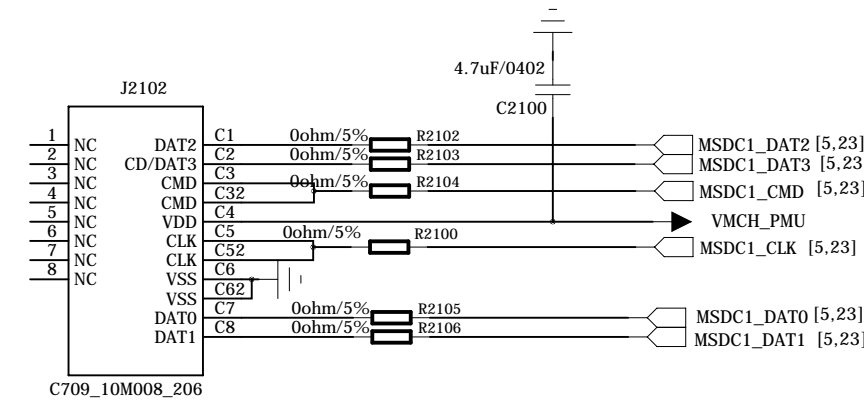 4.7uF/0402
C2100
J2102
1 NC DAT2 C1 0ohm/5% R2102 MSDC1_DAT2 [5,23]
2 NC CD/DAT3 C2 0ohm/5% R2103 MSDC1_DAT3 [5,23
3 NC CMD C3 0ohm/5% R2104 MSDC1_CMD [5,23]
4 NC CMD C32
5 NC VDD C4 VMCH_PMU
6 NC CLK C5 0ohm/5% R2100 MSDC1_CLK [5,23]
7 NC CLK C52
8 NC VSS C6
VSS C62
DAT0 C7 0ohm/5% R2105 MSDC1_DAT0 [5,23]
DAT1 C8 0ohm/5% R2106 MSDC1_DAT1 [5,23]
C709_10M008_206